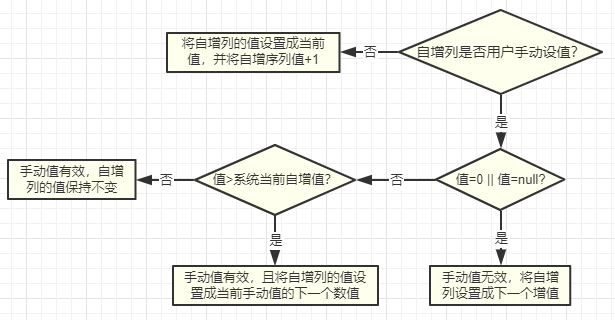 自增列是否用户手动设值?
否
将自增列的值设置成当前
值，并将自增序列值+1
是
值=0 || 值=null?
否
值>系统当前自增值?
否
手动值有效，自增
列的值保持不变
是
手动值有效，且将自增列的值设
置成当前手动值的下一个数值
是
手动值无效，将自增
列设置成下一个增值